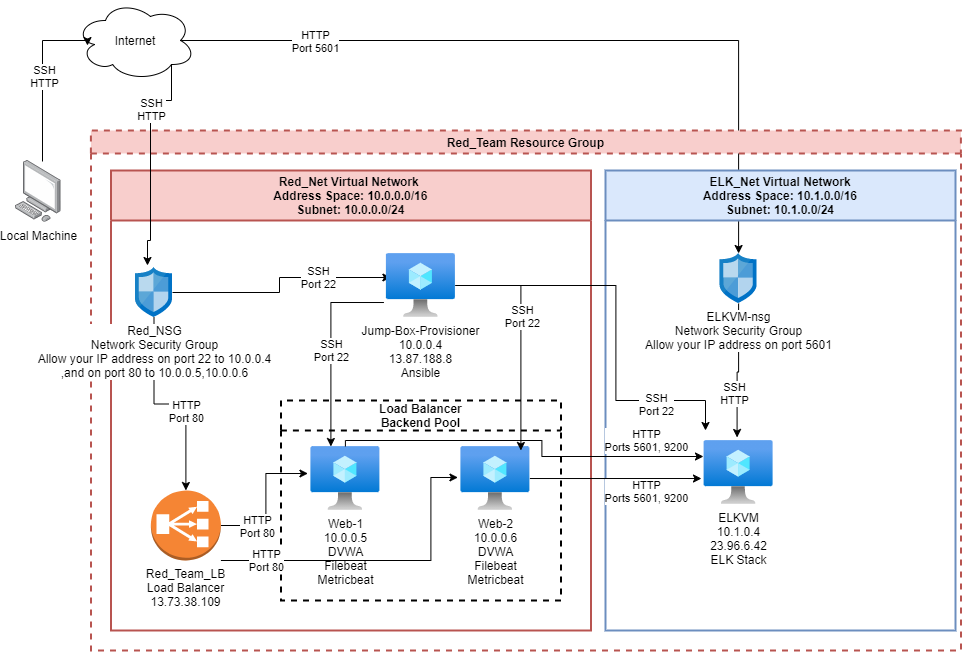 Internet
HTTP
Port 5601
SSH
HTTP
SSH
HTTP
Local Machine
Red_Team Resource Group
Red_Net Virtual Network
Address Space: 10.0.0.0/16
Subnet: 10.0.0.0/24
ELK_Net Virtual Network
Address Space: 10.1.0.0/16
Subnet: 10.1.0.0/24
SSH
Port 22
Red_NSG
Network Security Group
Allow your IP address on port 22 to 10.0.0.4
,and on port 80 to 10.0.0.5,10.0.0.6
Jump-Box-Provisioner
10.0.0.4
13.87.188.8
Ansible
SSH
Port 22
SSH
Port 22
ELKVM-nsg
Network Security Group
Allow your IP address on port 5601
SSH
HTTP
SSH
Port 22
HTTP
Port 80
Load Balancer
Backend Pool
HTTP
Ports 5601, 9200
HTTP
Ports 5601, 9200
HTTP
Port 80
HTTP
Port 80
Red_Team_LB
Load Balancer
13.73.38.109
Web-1
10.0.0.5
DVWA
Filebeat
Metricbeat
Web-2
10.0.0.6
DVWA
Filebeat
Metricbeat
ELKVM
10.1.0.4
23.96.6.42
ELK Stack